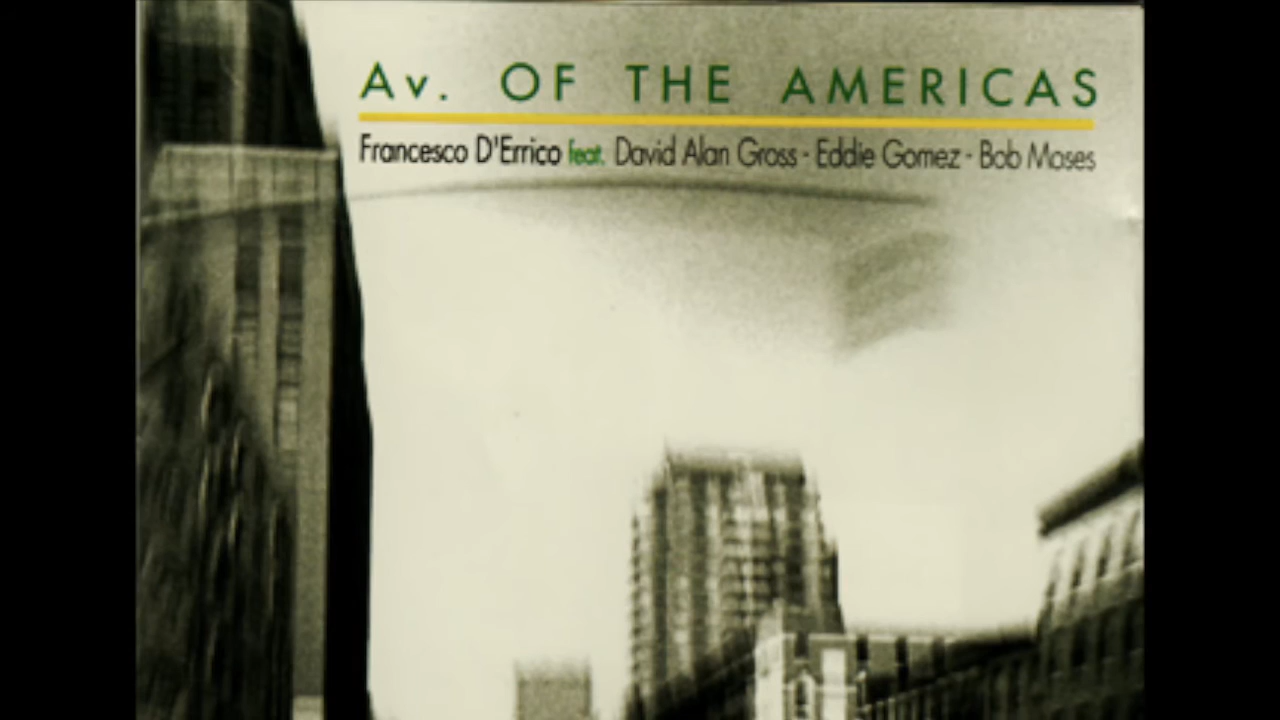 Av. OF THE AMERICAS
Francesco D'Errico feat. David Alan Gross - Eddie Gomez - Bob Moses